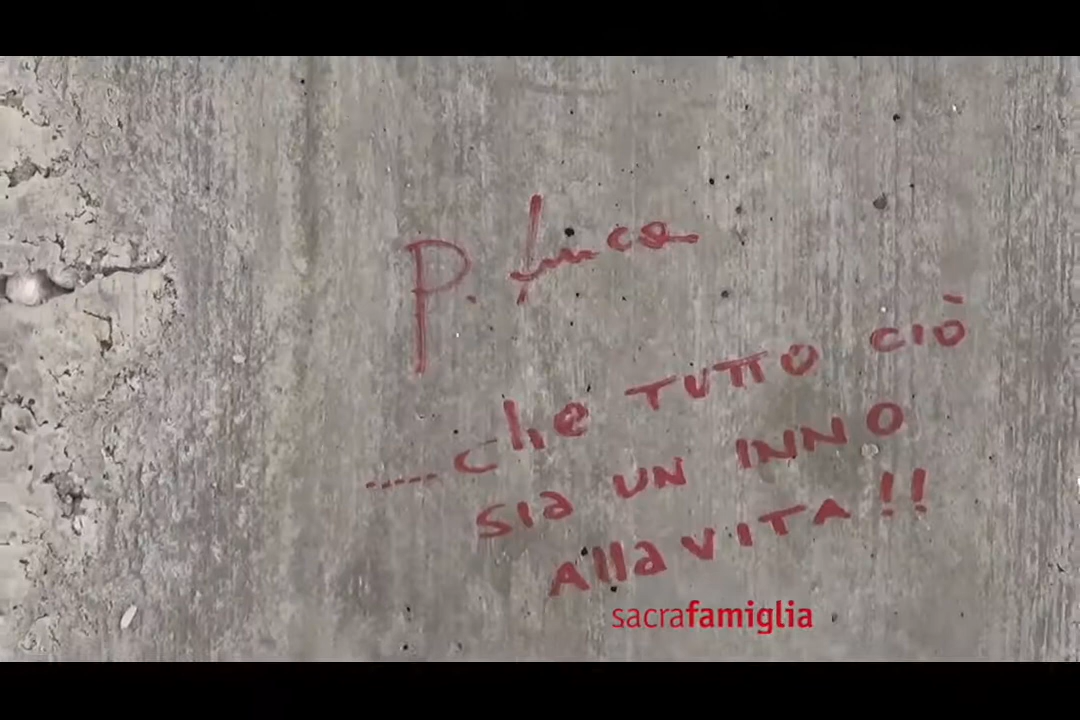 P. Luca
.....che TUTTO CIÒ
SIa UN INNO
AllA VITA!!
sacrafamiglia